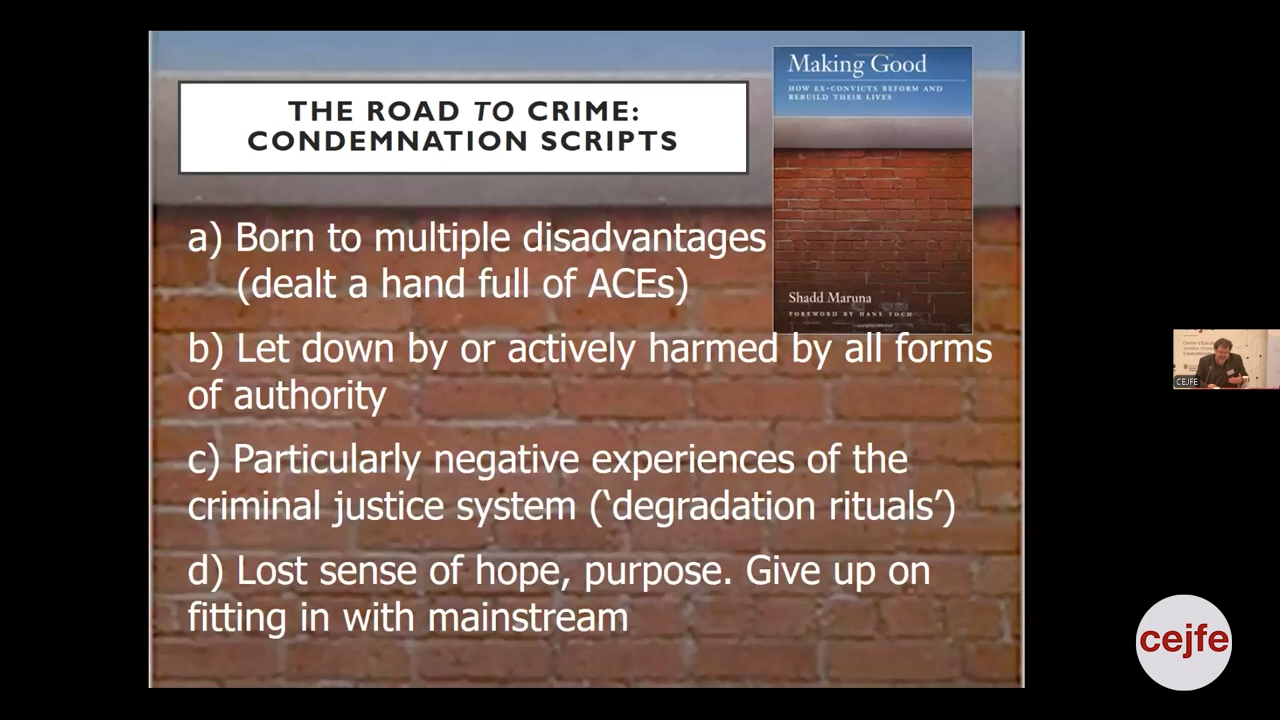 THE ROAD TO CRIME:
CONDEMNATION SCRIPTS
Making Good
HOW EX-CONVICTS REFORM AND
REBUILD THEIR LIVES
Shadd Maruna
FOREWORD BY HANS TOCH
a) Born to multiple disadvantages
(dealt a hand full of ACEs)
b) Let down by or actively harmed by all forms
of authority
c) Particularly negative experiences of the
criminal justice system (‘degradation rituals’)
d) Lost sense of hope, purpose. Give up on
fitting in with mainstream
CEJFE
cejfe